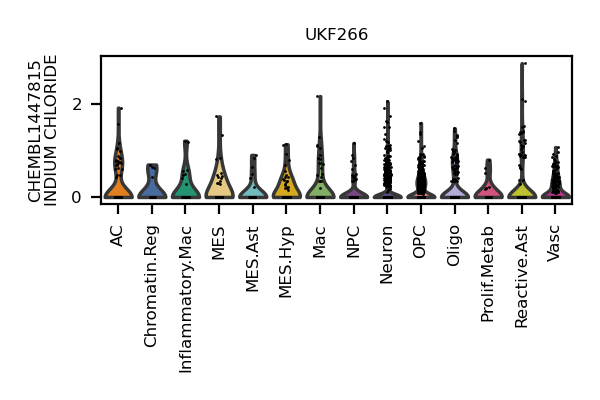 UKF266
CHEMBL1447815
INDIUM CHLORIDE
2
0
AC
Chromatin.Reg
Inflammatory.Mac
MES
MES.Ast
MES.Hyp
Mac
NPC
Neuron
OPC
Oligo
Prolif.Metab
Reactive.Ast
Vasc